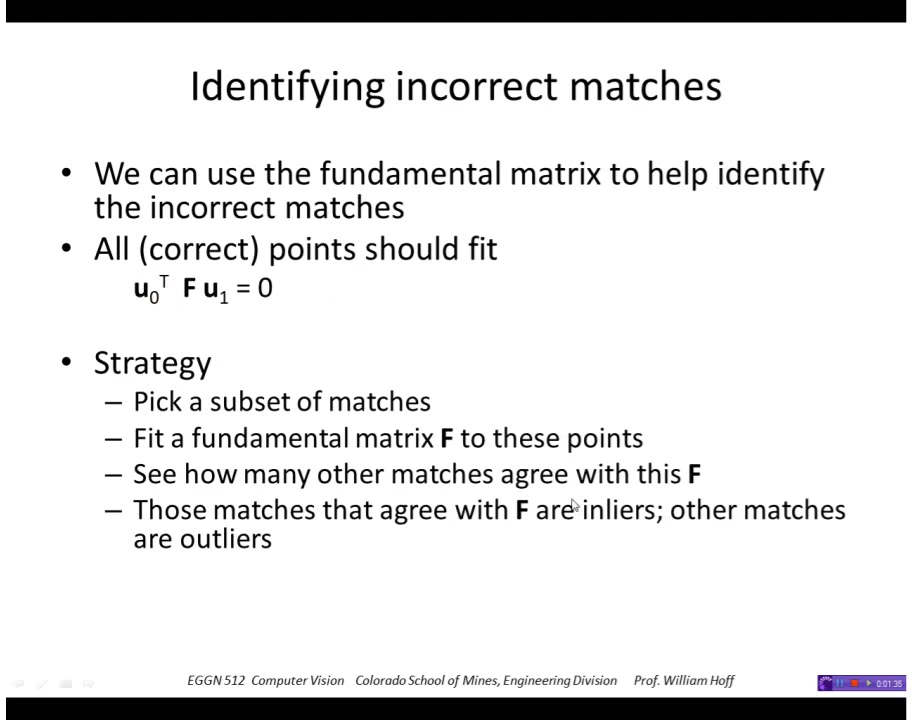 Identifying incorrect matches
• We can use the fundamental matrix to help identify
the incorrect matches
• All (correct) points should fit
u₀ᵀ F u₁ = 0
• Strategy
– Pick a subset of matches
– Fit a fundamental matrix F to these points
– See how many other matches agree with this F
– Those matches that agree with F are inliers; other matches
are outliers
EGGN 512 Computer Vision Colorado School of Mines, Engineering Division Prof. William Hoff
0:01:35